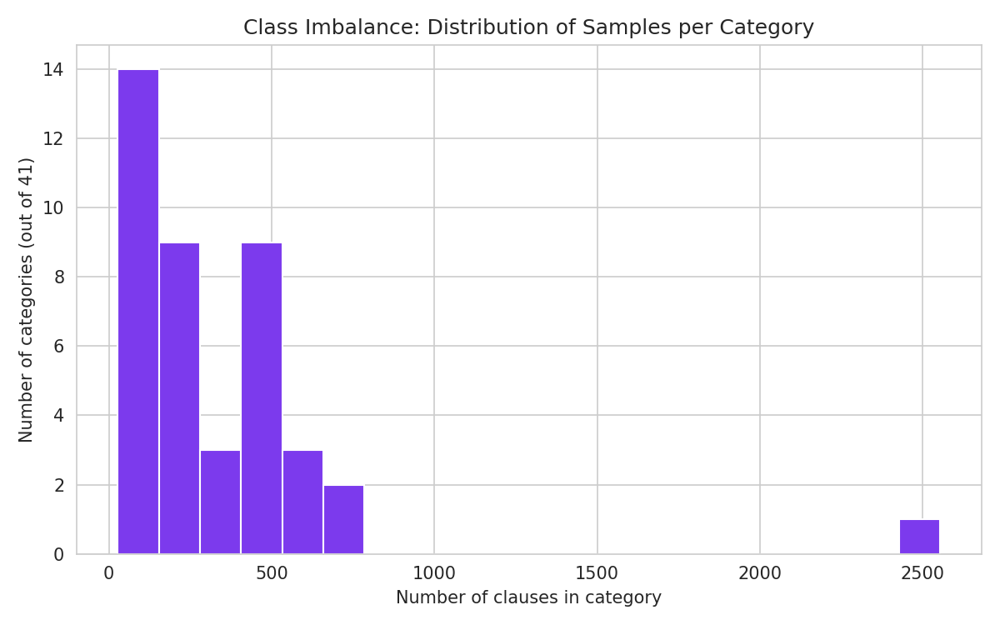 Class Imbalance: Distribution of Samples per Category
Number of categories (out of 41)
14
12
10
8
6
4
2
0
0 500 1000 1500 2000 2500
Number of clauses in category